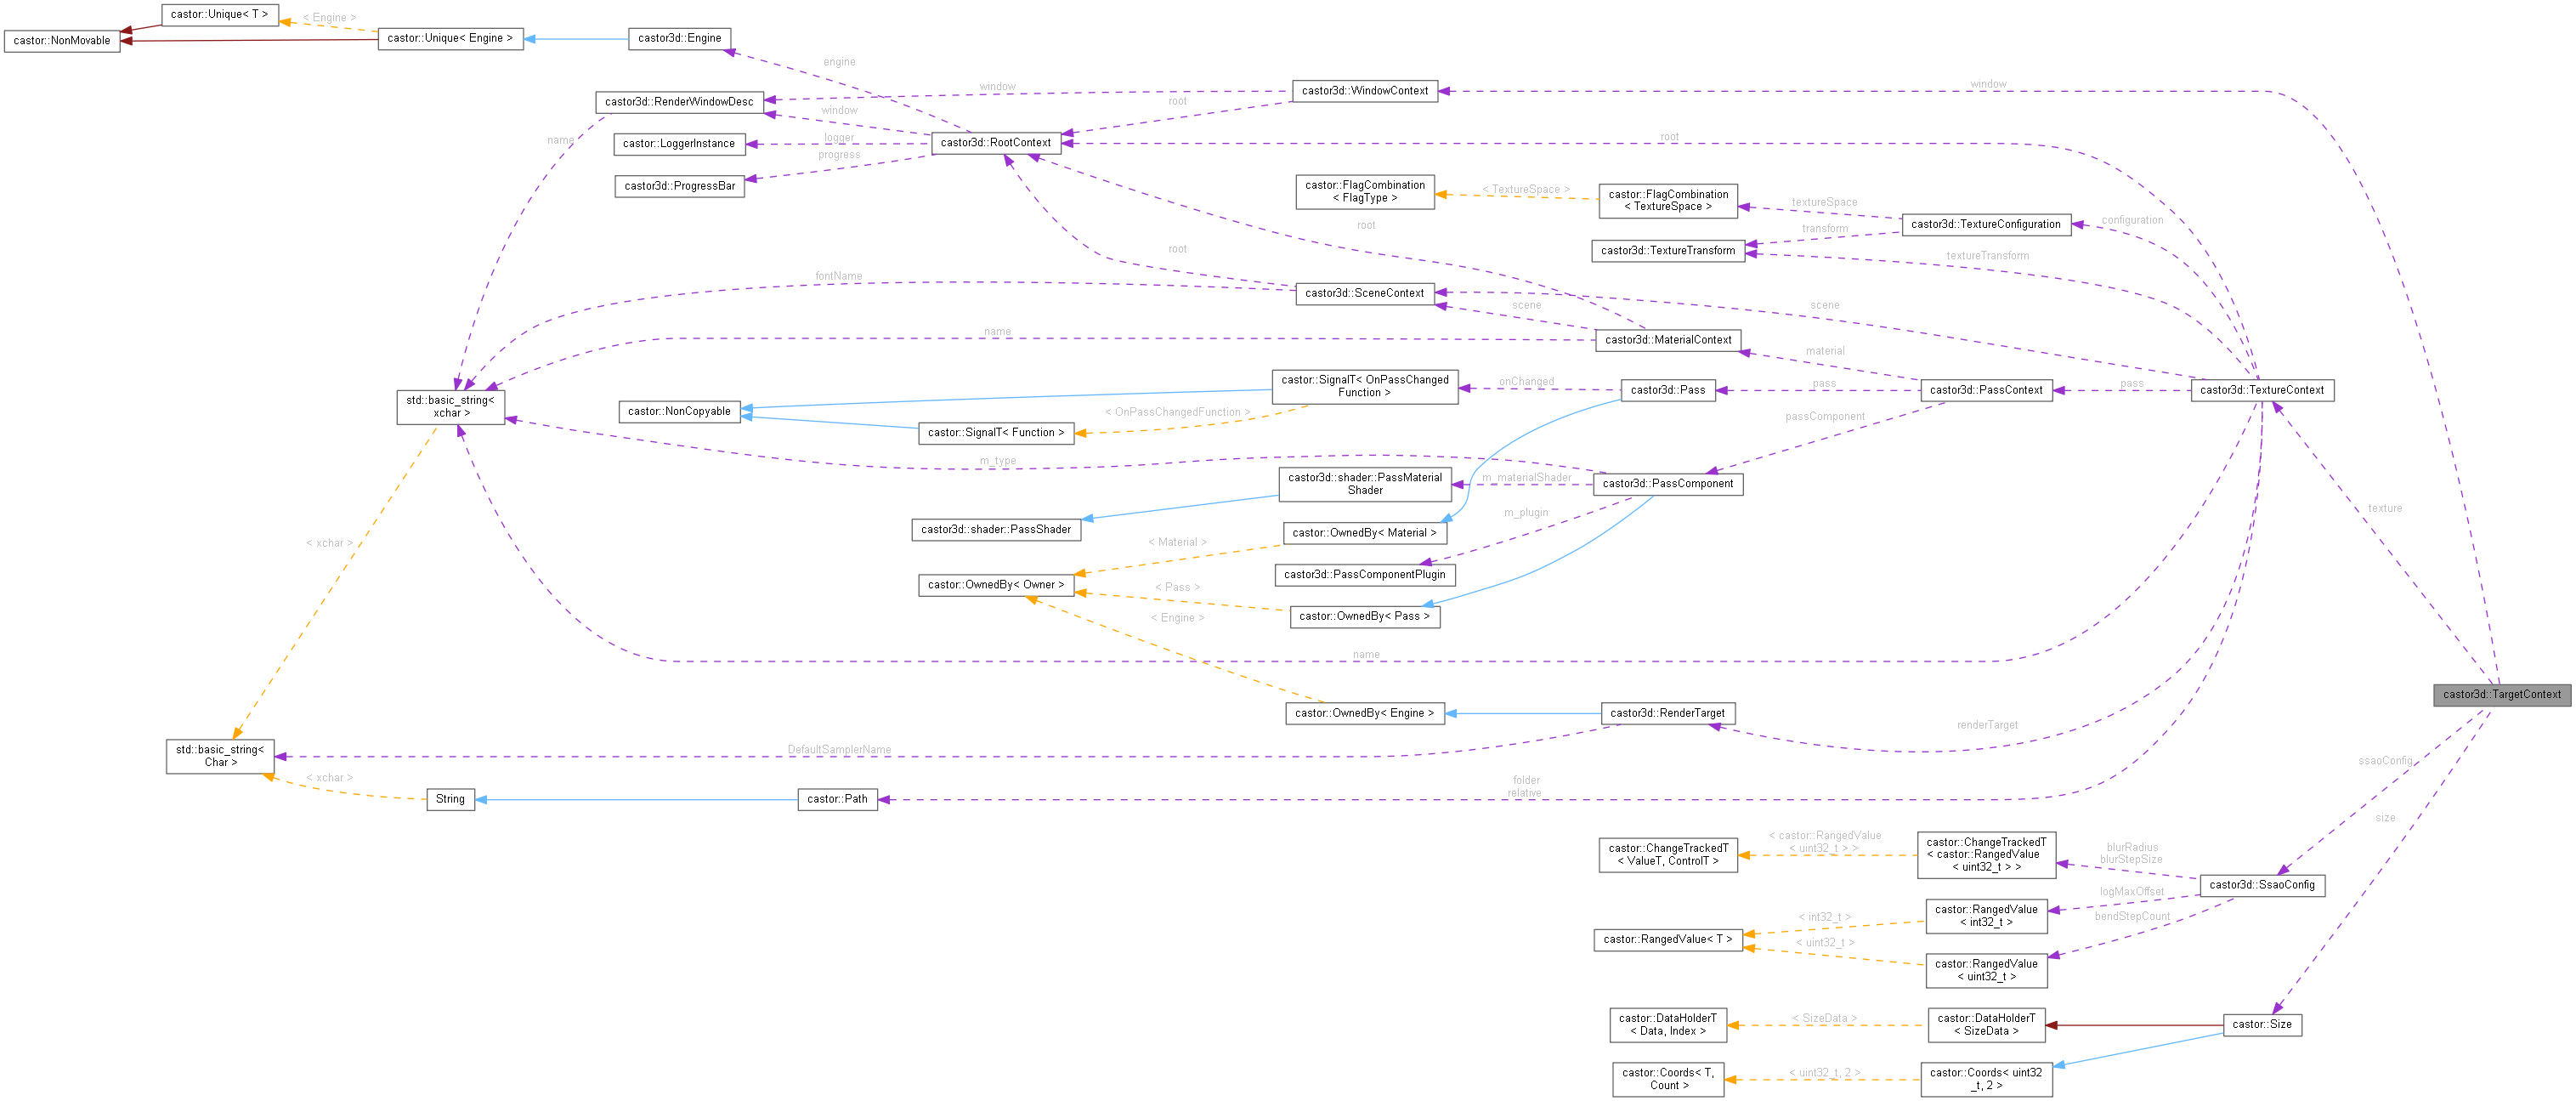 castor::Unique< T >
< Engine >
castor::NonMovable
castor::Unique< Engine >
castor3d::Engine
engine
window
window
castor3d::RenderWindowDesc
castor3d::WindowContext
root
window
name
logger
castor::LoggerInstance
castor3d::RootContext
root
progress
castor3d::ProgressBar
castor::FlagCombination
< FlagType >
< TextureSpace >
castor::FlagCombination
< TextureSpace >
textureSpace
configuration
castor3d::TextureConfiguration
transform
root
root
castor3d::TextureTransform
textureTransform
fontName
castor3d::SceneContext
scene
scene
name
castor3d::MaterialContext
material
castor::SignalT< OnPassChanged
Function >
onChanged
castor3d::Pass
pass
castor3d::PassContext
pass
castor3d::TextureContext
std::basic_string<
xchar >
castor::NonCopyable
< OnPassChangedFunction >
passComponent
castor::SignalT< Function >
m_type
castor3d::shader::PassMaterial
Shader
m_materialShader
castor3d::PassComponent
texture
m_plugin
castor3d::shader::PassShader
castor::OwnedBy< Material >
< xchar >
< Material >
castor3d::PassComponentPlugin
castor::OwnedBy< Owner >
< Pass >
castor::OwnedBy< Pass >
< Engine >
name
castor3d::TargetContext
castor::OwnedBy< Engine >
castor3d::RenderTarget
renderTarget
std::basic_string<
Char >
DefaultSamplerName
ssaoConfig
< xchar >
folder
relative
String
castor::Path
size
< castor::RangedValue
< uint32_t > >
castor::ChangeTrackedT
< ValueT, ControlT >
castor::ChangeTrackedT
< castor::RangedValue
< uint32_t > >
blurRadius
blurStepSize
castor3d::SsaoConfig
logMaxOffset
castor::RangedValue
< int32_t >
< int32_t >
bendStepCount
castor::RangedValue< T >
< uint32_t >
castor::RangedValue
< uint32_t >
castor::DataHolderT
< Data, Index >
< SizeData >
castor::DataHolderT
< SizeData >
castor::Size
castor::Coords< T,
Count >
< uint32_t, 2 >
castor::Coords< uint32
_t, 2 >